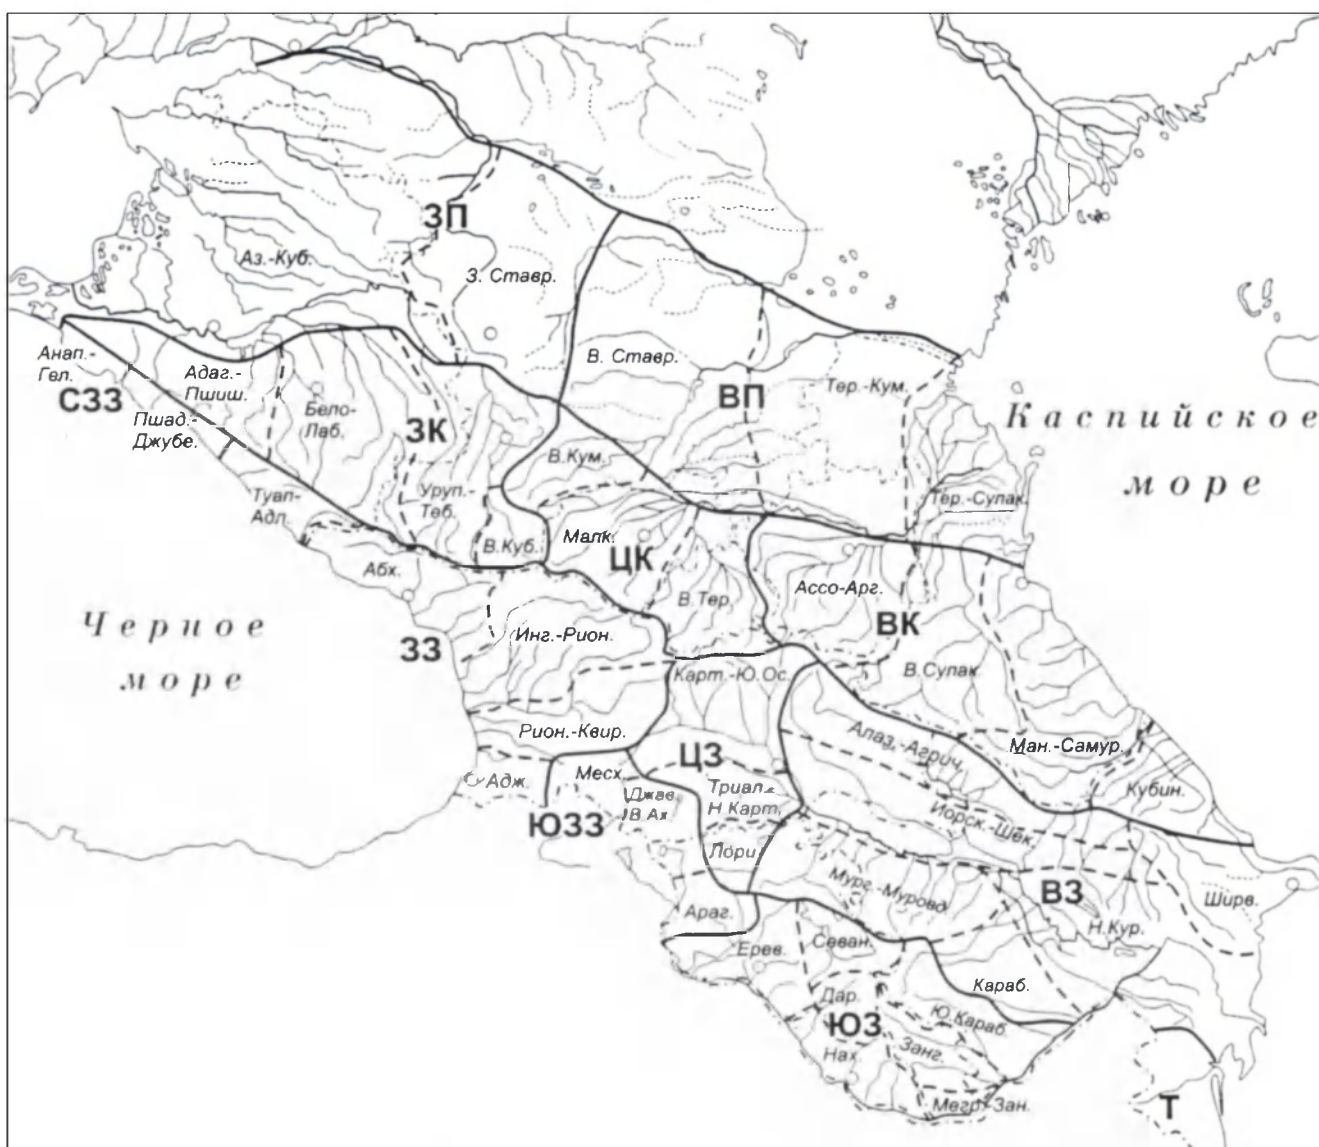 ЗП
Аз.-Куб.
З. Ставр.
Анап.-
Гел.
СЗЗ
Адаг.-
Пшиш.
Пшад.-
Джубе.
Бело-
Лаб.
ЗК
В. Ставр.
ВП
Тер.-Кум.
Каспийское
море
В.Кум.
Туап.-
Адл.
Уруп.-
Теб.
Тер.-Сулак.
В.Куб.
Малк.
ЦК
Абх.
В.Тер.
Ассо-Арг.
ВК
Черное
море
ЗЗ
Инг.-Рион.
Карт.-Ю.Ос.
В.Сулак.
Рион.-Квир.
ЦЗ
Алаз.-Агрич.
Ман.-Самур.
Адж.
Месх.
Джав.
В.Ах.
Триал.
Н.Карт.
Кубин.
ЮЗЗ
Иорск.-Шек.
Лори
Мург.-Муровд.
ВЗ
Ширв.
Араг.
Н.Кур.
Ерев.
Севан.
Караб.
Дар.
ЮЗ
Ю.Караб.
Нах.
Занг.
Мегр.-Зан.
Т